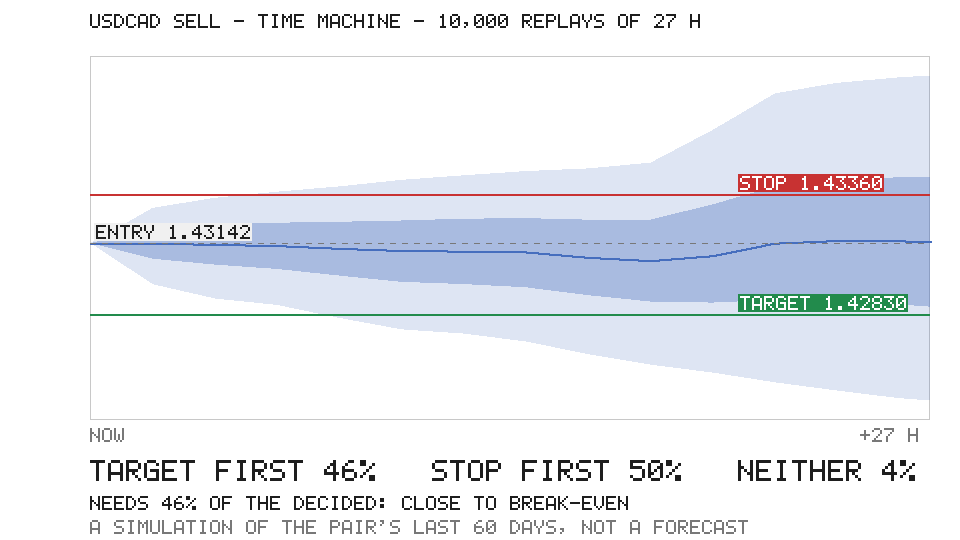 USDCAD SELL - TIME MACHINE - 10,000 REPLAYS OF 27 H
STOP 1.43360
ENTRY 1.43142
TARGET 1.42830
NOW +27 H
TARGET FIRST 46% STOP FIRST 50% NEITHER 4%
NEEDS 46% OF THE DECIDED: CLOSE TO BREAK-EVEN
A SIMULATION OF THE PAIR'S LAST 60 DAYS, NOT A FORECAST